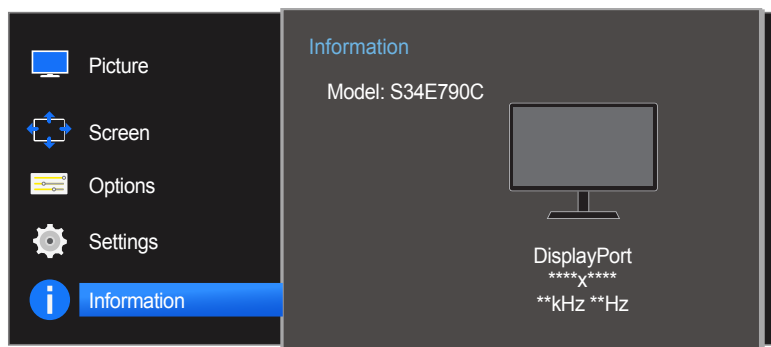 Picture
Screen
Options
Settings
Information
Information
Model: S34E790C
DisplayPort
****x****
**kHz **Hz